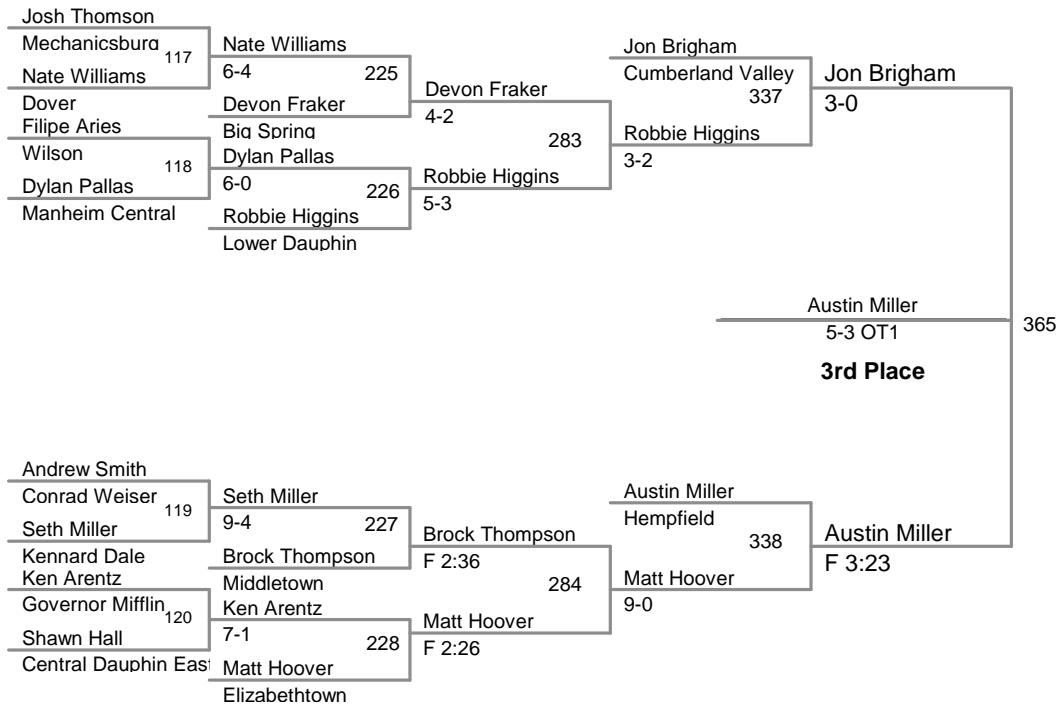 Josh Thomson
Mechanicsburg
117
Nate Williams
Dover
Filipe Aries
Wilson
118
Dylan Pallas
Manheim Central
Nate Williams
6-4
225
Devon Fraker
Big Spring
Dylan Pallas
6-0
226
Robbie Higgins
Lower Dauphin
Devon Fraker
4-2
283
Robbie Higgins
5-3
Jon Brigham
Cumberland Valley
337
Robbie Higgins
3-2
Jon Brigham
3-0
Austin Miller
5-3 OT1
365
3rd Place
Andrew Smith
Conrad Weiser
119
Seth Miller
Kennard Dale
Ken Arentz
Governor Mifflin
120
Shawn Hall
Central Dauphin East
Seth Miller
9-4
227
Brock Thompson
Middletown
Ken Arentz
7-1
228
Matt Hoover
Elizabethtown
Brock Thompson
F 2:36
284
Matt Hoover
F 2:26
Austin Miller
Hempfield
338
Matt Hoover
9-0
Austin Miller
F 3:23